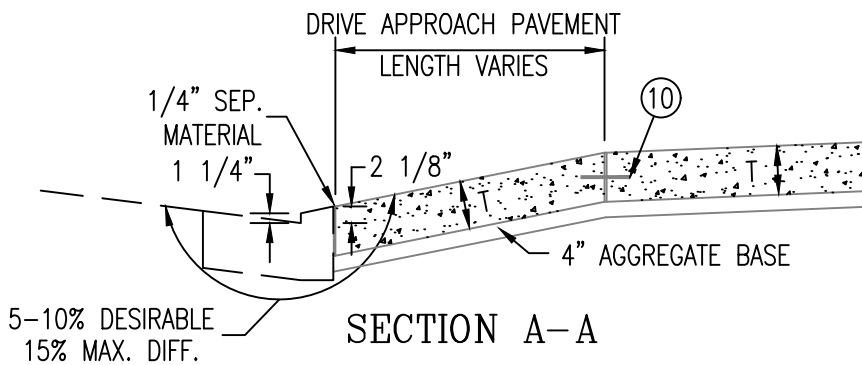 DRIVE APPROACH PAVEMENT
LENGTH VARIES
1/4” SEP.
MATERIAL
1 1/4”
2 1/8”
10
T
T
4” AGGREGATE BASE
5-10% DESIRABLE
15% MAX. DIFF.
SECTION A-A